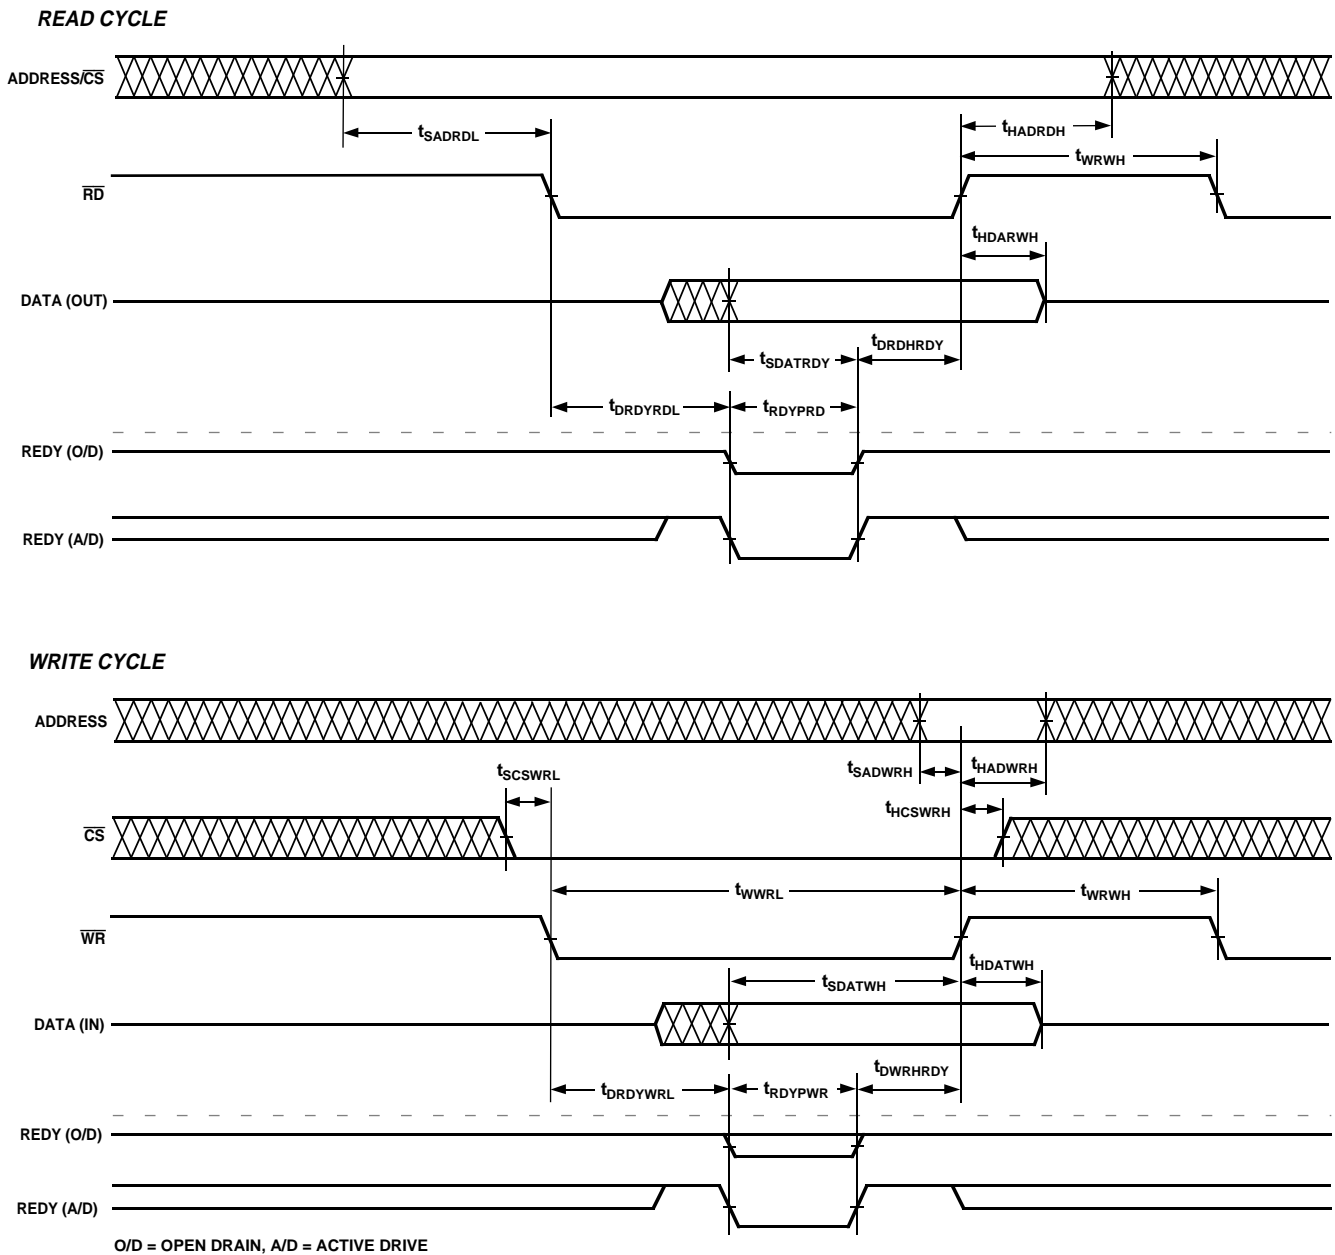 READ CYCLE
ADDRESS/CS
tSADRDL
tHADRDH
tWRWH
RD
tHDARWH
DATA (OUT)
tSDATRDY
tDRDHRDY
tDRDYRDL
tRDYPRD
REDY (O/D)
REDY (A/D)
WRITE CYCLE
ADDRESS
tSCSWRL
tSADWRH
tHADWRH
tHCSWRH
CS
tWWRL
tWRWH
WR
tHDATWH
tSDATWH
DATA (IN)
tDWRHRDY
tDRDYWRL
tRDYPWR
REDY (O/D)
REDY (A/D)
O/D = OPEN DRAIN, A/D = ACTIVE DRIVE